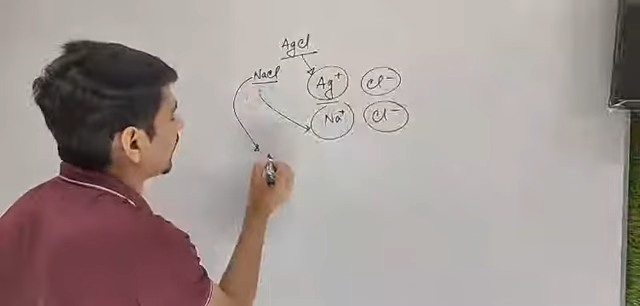 AgCl
NaCl Ag⁺ Cl⁻
Na⁺ Cl⁻